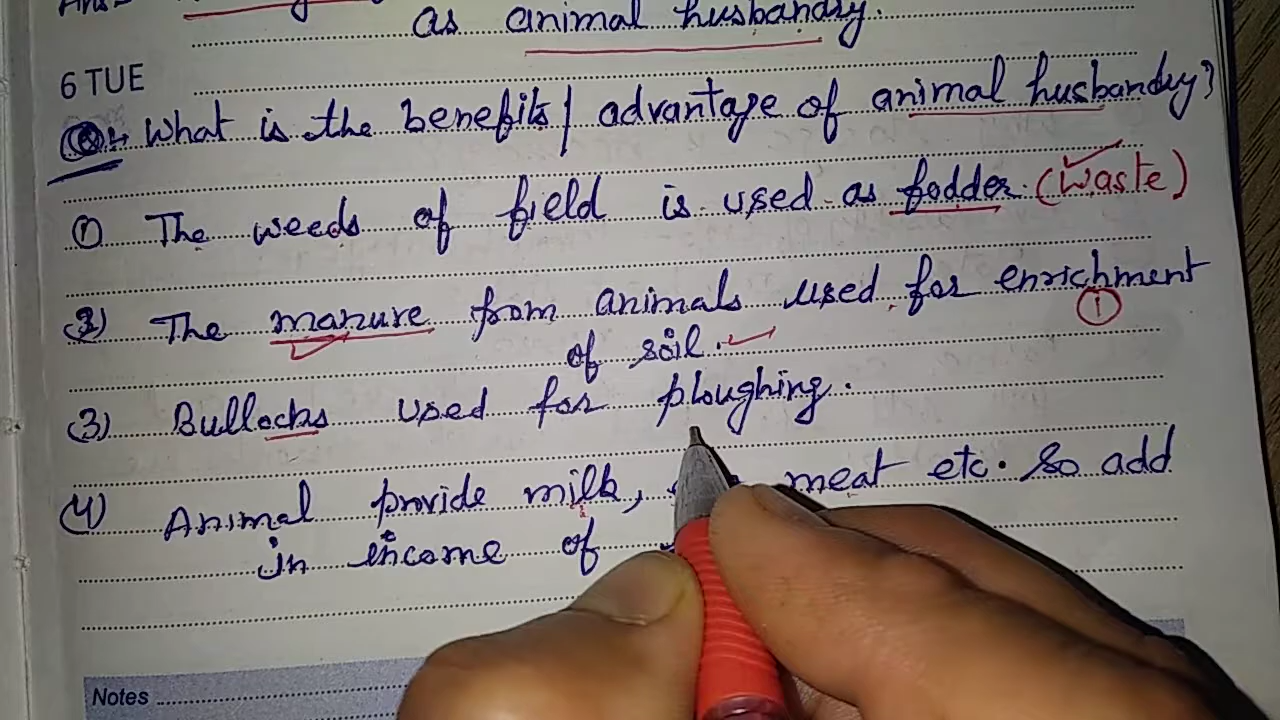 Ans-
as animal husbandry.
6 TUE
Q:- What is the benefits/ advantage of animal husbandry?
① The weeds of field is used as fodder. (Waste)
(2) The manure from animals used for enrichment
①
of soil.
(3) Bullocks used for ploughing.
(4) Animal provide milk, meat etc. So add
in income of
Notes